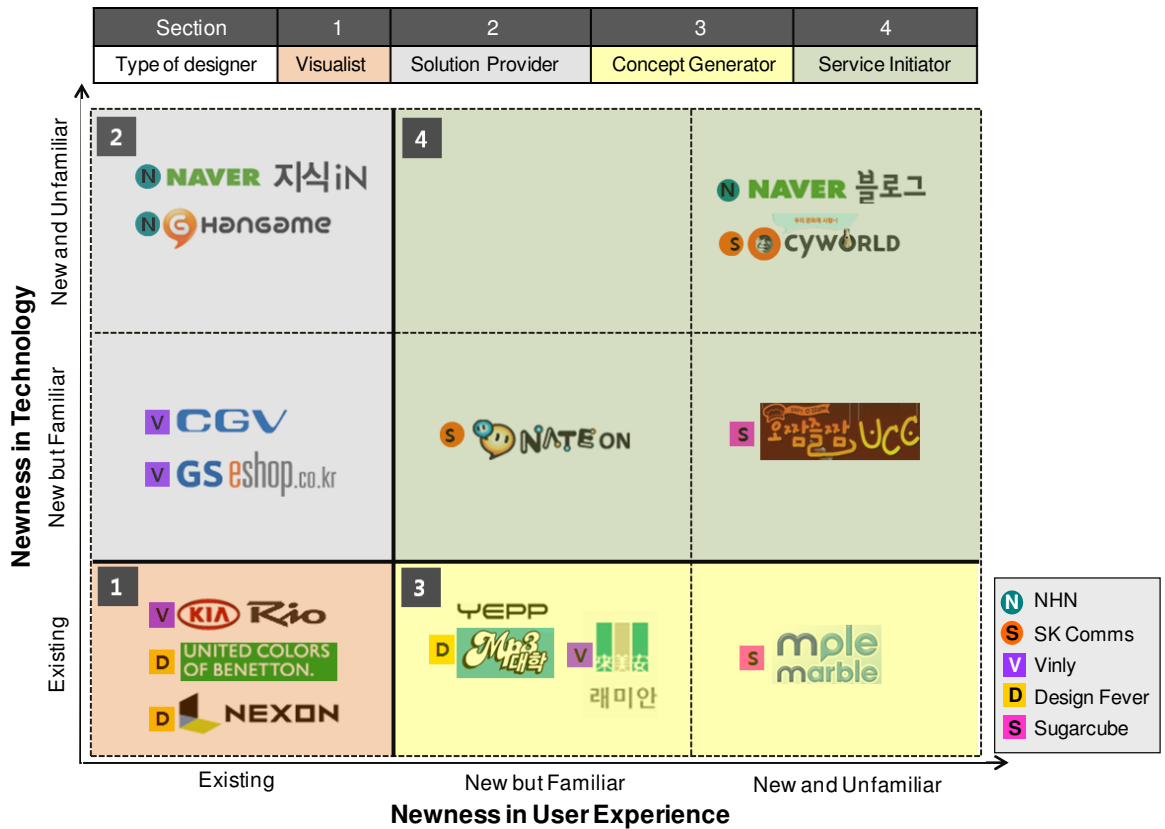 Section 1 2 3 4
Type of designer Visualist Solution Provider Concept Generator Service Initiator
Newness in Technology
New and Unfamiliar
New but Familiar
Existing
2
N NAVER 지식iN
N G HANGAME
4
N NAVER 블로그
S CYWORLD
V CGV
V GS eshop.co.kr
S NATE ON
S 오짬즐짬 UCC
1
V KIA Rio
D UNITED COLORS
OF BENETTON.
D NEXON
3
YEPP
D Mp3
대학
V 來美安
래미안
S mple
marble
N NHN
S SK Comms
V Vinly
D Design Fever
S Sugarcube
Existing
New but Familiar
New and Unfamiliar
Newness in User Experience